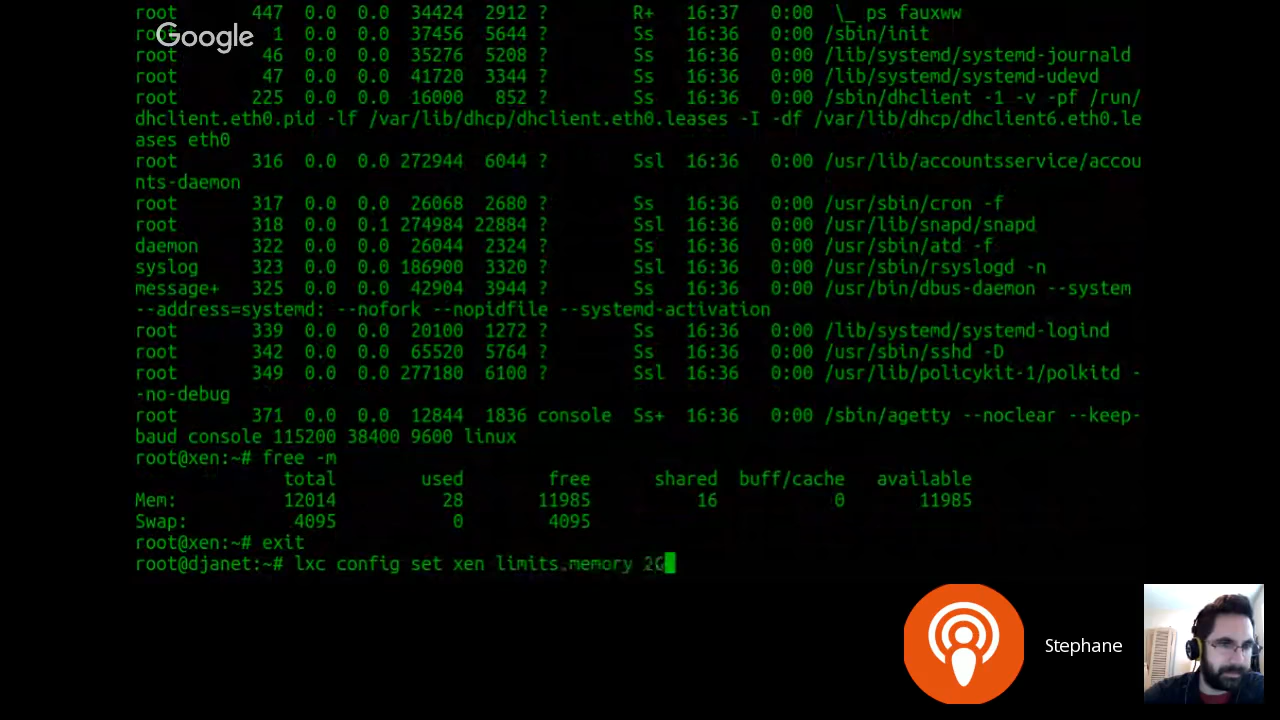 root 447 0.0 0.0 34424 2912 ? R+ 16:37 0:00 \_ ps fauxww
Google
root 1 0.0 0.0 37456 5644 ? Ss 16:36 0:00 /sbin/init
root 46 0.0 0.0 35276 5208 ? Ss 16:36 0:00 /lib/systemd/systemd-journald
root 47 0.0 0.0 41720 3344 ? Ss 16:36 0:00 /lib/systemd/systemd-udevd
root 225 0.0 0.0 16000 852 ? Ss 16:36 0:00 /sbin/dhclient -1 -v -pf /run/
dhclient.eth0.pid -lf /var/lib/dhcp/dhclient.eth0.leases -I -df /var/lib/dhcp/dhclient6.eth0.le
ases eth0
root 316 0.0 0.0 272944 6044 ? Ssl 16:36 0:00 /usr/lib/accountsservice/accou
nts-daemon
root 317 0.0 0.0 26068 2680 ? Ss 16:36 0:00 /usr/sbin/cron -f
root 318 0.0 0.1 274984 22884 ? Ssl 16:36 0:00 /usr/lib/snapd/snapd
daemon 322 0.0 0.0 26044 2324 ? Ss 16:36 0:00 /usr/sbin/atd -f
syslog 323 0.0 0.0 186900 3320 ? Ssl 16:36 0:00 /usr/sbin/rsyslogd -n
message+ 325 0.0 0.0 42904 3944 ? Ss 16:36 0:00 /usr/bin/dbus-daemon --system
--address=systemd: --nofork --nopidfile --systemd-activation
root 339 0.0 0.0 20100 1272 ? Ss 16:36 0:00 /lib/systemd/systemd-logind
root 342 0.0 0.0 65520 5764 ? Ss 16:36 0:00 /usr/sbin/sshd -D
root 349 0.0 0.0 277180 6100 ? Ssl 16:36 0:00 /usr/lib/policykit-1/polkitd -
-no-debug
root 371 0.0 0.0 12844 1836 console Ss+ 16:36 0:00 /sbin/agetty --noclear --keep-
baud console 115200 38400 9600 linux
root@xen:~# free -m
total used free shared buff/cache available
Mem: 12014 28 11985 16 0 11985
Swap: 4095 0 4095
root@xen:~# exit
root@djanet:~# lxc config set xen limits.memory 2G
Stephane